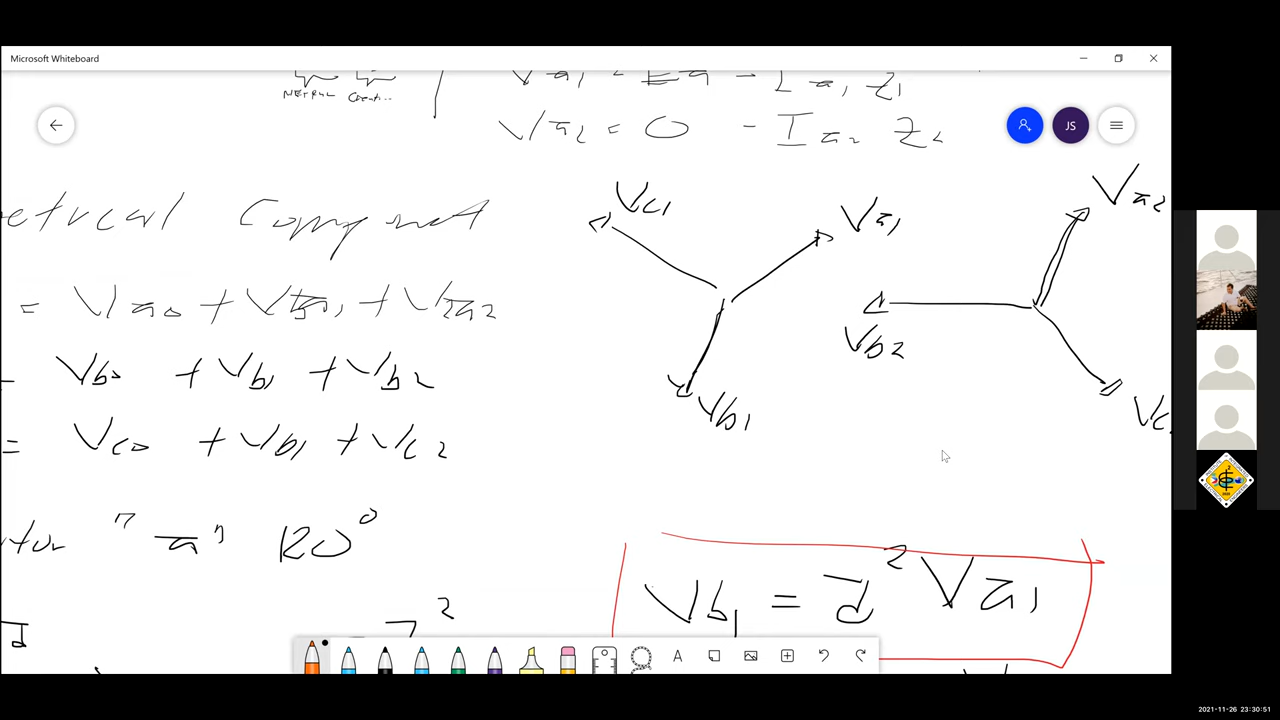 Microsoft Whiteboard
Va1 = Ea - Ia1 Z1
NETRAL
Va2 = 0 - Ia2 Z2
JS
Vc1
Va1
Va2
etrical Component
= Va0 + Va1 + Va2
Vb2
Vb0 + Vb1 + Vb2
Vb1
Vc
= Vc0 + Vb1 + Vc2
"a" 120°
Vb1 = a² Va1
2
A
2021-11-26 23:30:51